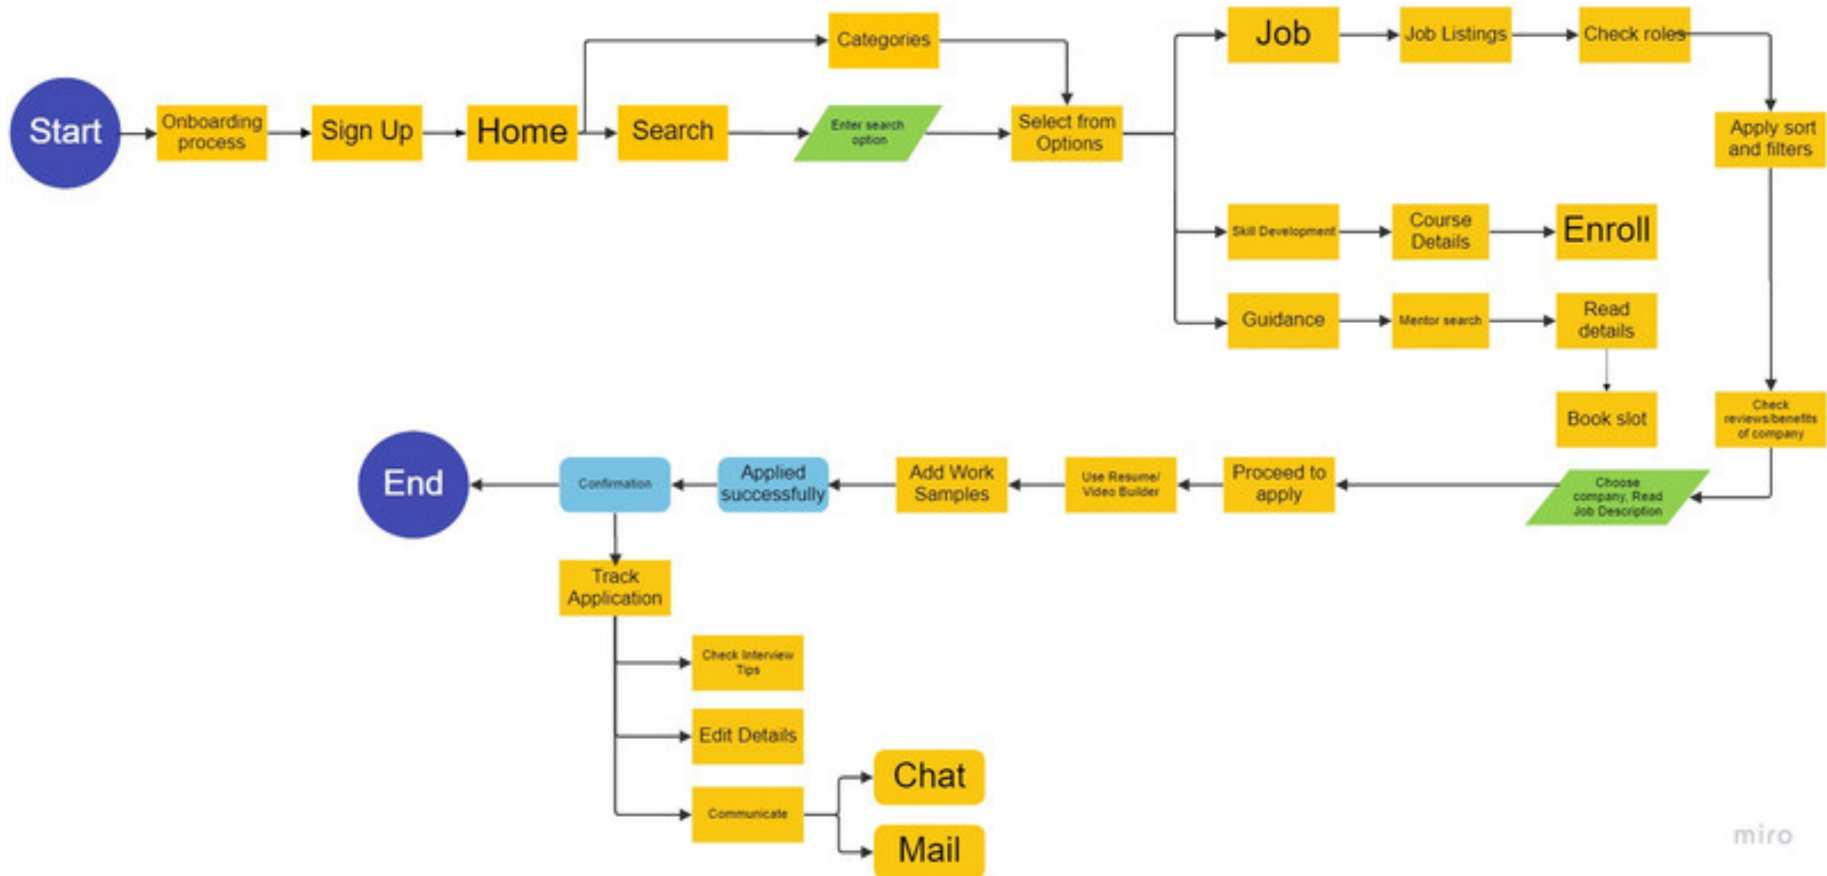 Start
Onboarding
process
Sign Up
Home
Categories
Search
Enter search
option
Select from
Options
Job
Job Listings
Check roles
Apply sort
and filters
Skill Development
Course
Details
Enroll
Guidance
Mentor search
Read
details
Book slot
Check
reviews/benefits
of company
Choose
company, Read
Job Description
Proceed to
apply
Use Resume/
Video Builder
Add Work
Samples
Applied
successfully
Confirmation
End
Track
Application
Check Interview
Tips
Edit Details
Communicate
Chat
Mail
miro